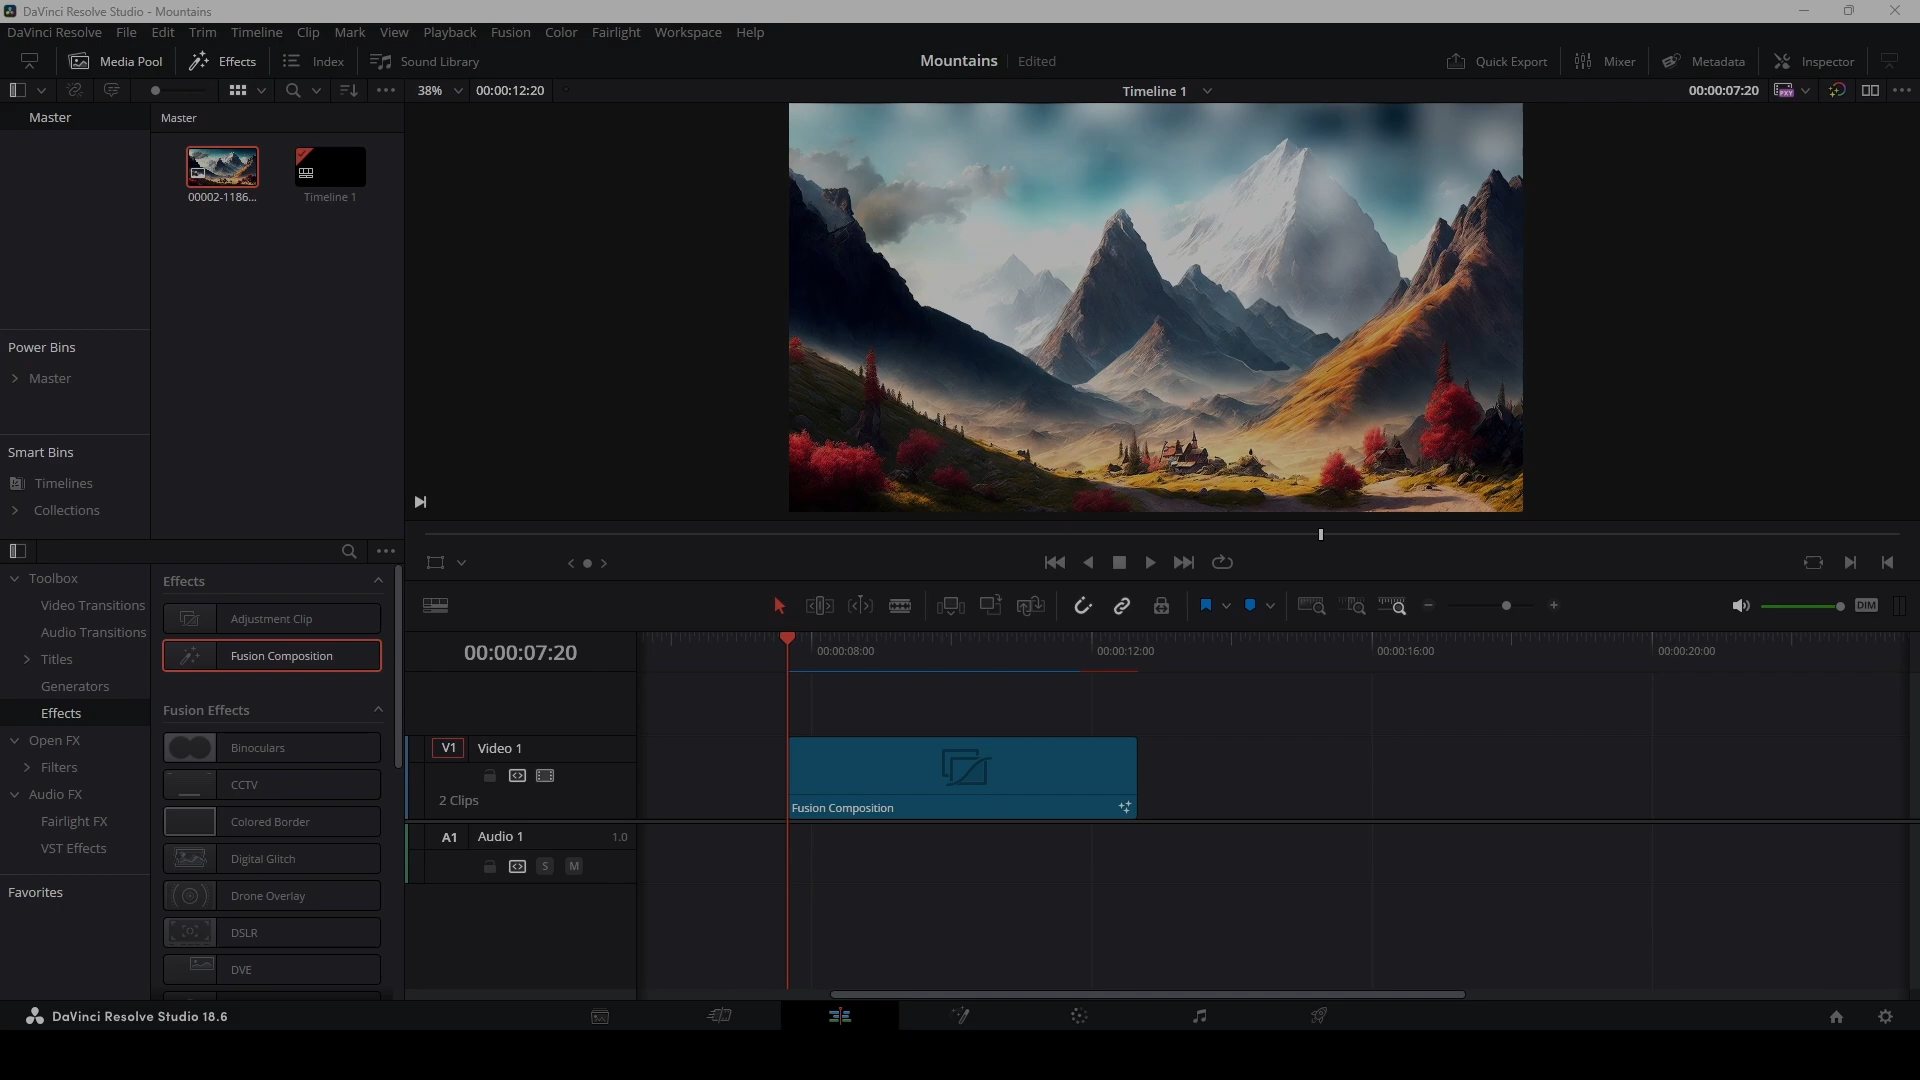 DaVinci Resolve Studio - Mountains
DaVinci Resolve File Edit Trim Timeline Clip Mark View Playback Fusion Color Fairlight Workspace Help
Media Pool Effects Index Sound Library Mountains Edited Quick Export Mixer Metadata Inspector
38% 00:00:12:20 Timeline 1 00:00:07:20 PXY
Master
Master
00002-1186... Timeline 1
Power Bins
Master
Smart Bins
Timelines
Collections
Toolbox
Video Transitions
Audio Transitions
Titles
Generators
Effects
Open FX
Filters
Audio FX
Fairlight FX
VST Effects
Favorites
Effects
Adjustment Clip
Fusion Composition
Fusion Effects
Binoculars
CCTV
Colored Border
Digital Glitch
Drone Overlay
DSLR
DVE
DIM
00:00:07:20
00:00:08:00 00:00:12:00 00:00:16:00 00:00:20:00
V1 Video 1
2 Clips
Fusion Composition
A1 Audio 1 1.0
S M
DaVinci Resolve Studio 18.6